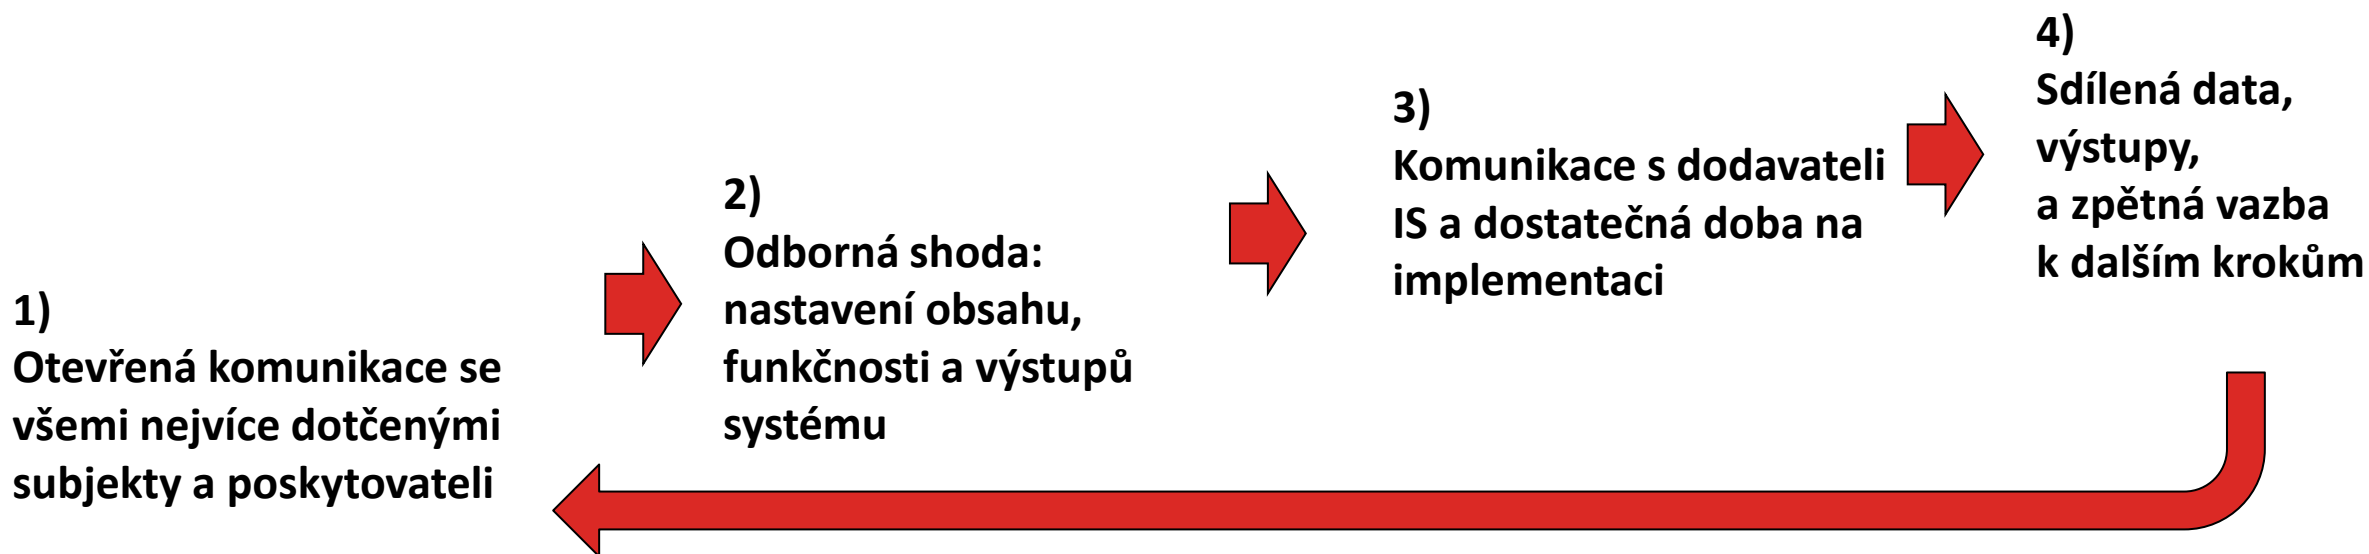 1)
Otevřená komunikace se
všemi nejvíce dotčenými
subjekty a poskytovateli
2)
Odborná shoda:
nastavení obsahu,
funkčnosti a výstupů
systému
3)
Komunikace s dodavateli
IS a dostatečná doba na
implementaci
4)
Sdílená data,
výstupy,
a zpětná vazba
k dalším krokům